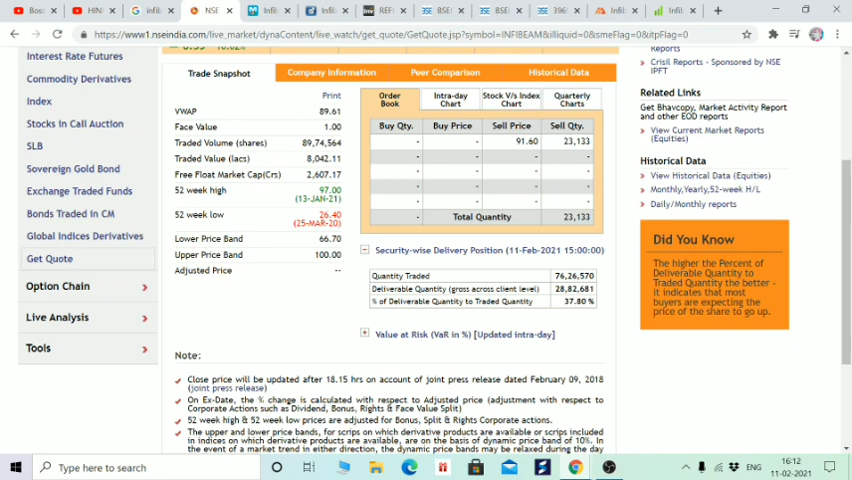 Bos
HIN
infib
NSE
Infib
Infib
REF
BSE
BSE
396
Infib
Infib
https://www1.nseindia.com/live_market/dynaContent/live_watch/get_quote/GetQuote.jsp?symbol=INFIBEAM&illiquid=0&smeFlag=0&itpFlag=0
Interest Rate Futures
Commodity Derivatives
Index
Stocks in Call Auction
SLB
Sovereign Gold Bond
Exchange Traded Funds
Bonds Traded in CM
Global Indices Derivatives
Get Quote
Option Chain
Live Analysis
Tools
Trade Snapshot Company Information Peer Comparison Historical Data
Print
VWAP 89.61
Face Value 1.00
Traded Volume (shares) 89,74,564
Traded Value (lacs) 8,042.11
Free Float Market Cap(Crs) 2,607.17
52 week high 97.00
(13-JAN-21)
52 week low 26.40
(25-MAR-20)
Lower Price Band 66.70
Upper Price Band 100.00
Adjusted Price --
Order Book
Intra-day Chart
Stock V/s Index Chart
Quarterly Charts
Buy Qty. Buy Price Sell Price Sell Qty.
- - 91.60 23,133
- - - -
- - - -
- - - -
- - - -
- Total Quantity 23,133
Security-wise Delivery Position (11-Feb-2021 15:00:00)
Quantity Traded 76,26,570
Deliverable Quantity (gross across client level) 28,82,681
% of Deliverable Quantity to Traded Quantity 37.80 %
Value at Risk (VaR in %) [Updated intra-day]
Note:
Close price will be updated after 18.15 hrs on account of joint press release dated February 09, 2018
(joint press release)
On Ex-Date, the % change is calculated with respect to Adjusted price (adjustment with respect to
Corporate Actions such as Dividend, Bonus, Rights & Face Value Split)
52 week high & 52 week low prices are adjusted for Bonus, Split & Rights Corporate actions.
The upper and lower price bands, for scrips on which derivative products are available or scrips included
in indices on which derivative products are available, are on the basis of dynamic price band of 10%. In
the event of a market trend in either direction, the dynamic price bands may be relaxed during the day
Reports
Crisil Reports - Sponsored by NSE
IPFT
Related Links
Get Bhavcopy, Market Activity Report
and other EOD reports
View Current Market Reports
(Equities)
Historical Data
View Historical Data (Equities)
Monthly,Yearly,52-week H/L
Daily/Monthly reports
Did You Know
The higher the Percent of
Deliverable Quantity to
Traded Quantity the better -
it indicates that most
buyers are expecting the
price of the share to go up.
Type here to search
ENG
16:12
11-02-2021